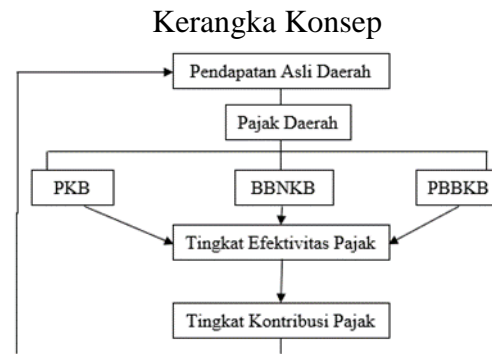 Kerangka Konsep
Pendapatan Asli Daerah
Pajak Daerah
PKB
BBNKB
PBBKB
Tingkat Efektivitas Pajak
Tingkat Kontribusi Pajak